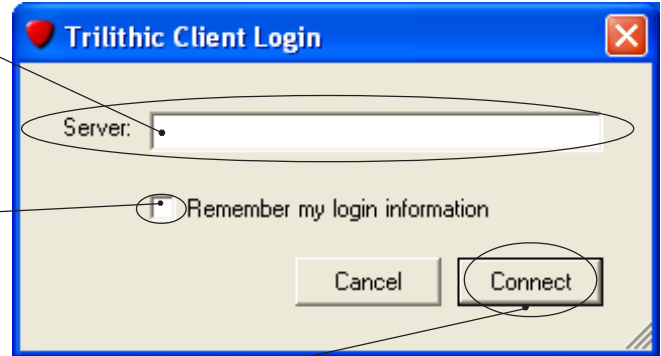 Trilithic Client Login
Server:
Remember my login information
Cancel Connect